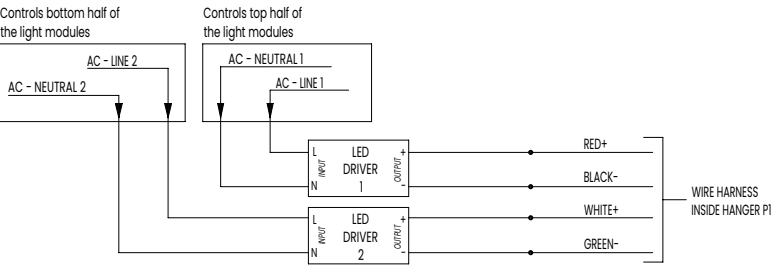 Controls bottom half of
the light modules
Controls top half of
the light modules
AC - LINE 2
AC - NEUTRAL 2
AC - NEUTRAL 1
AC - LINE 1
L
INPUT
N
LED
DRIVER
1
+
OUTPUT
-
RED+
BLACK-
L
INPUT
N
LED
DRIVER
2
+
OUTPUT
-
WHITE+
GREEN-
WIRE HARNESS
INSIDE HANGER P1